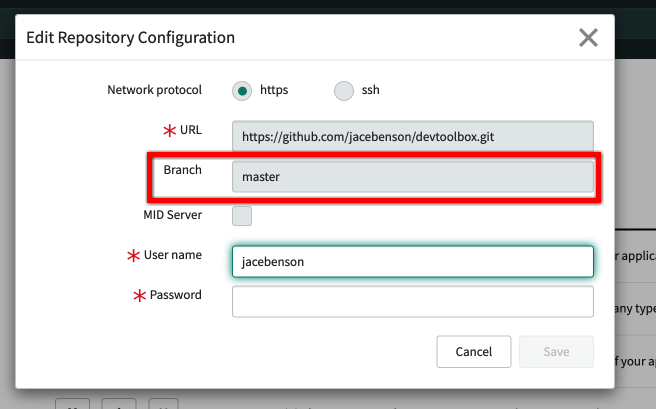 Edit Repository Configuration
Network protocol https ssh
URL https://github.com/jacebenson/devtoolbox.git
Branch master
MID Server
User name jacebenson
r applica
Password
any type
Cancel Save
f your a